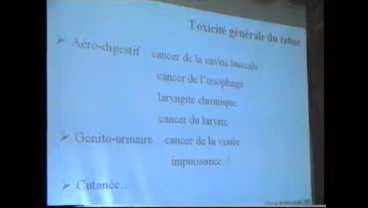 Toxicité générale du tabac
➢ Aéro-digestif : cancer de la cavité buccale
cancer de l'œsophage
laryngite chronique
cancer du larynx
➢ Génito-urinaire : cancer de la vessie
impuissance
➢ Cutanée...